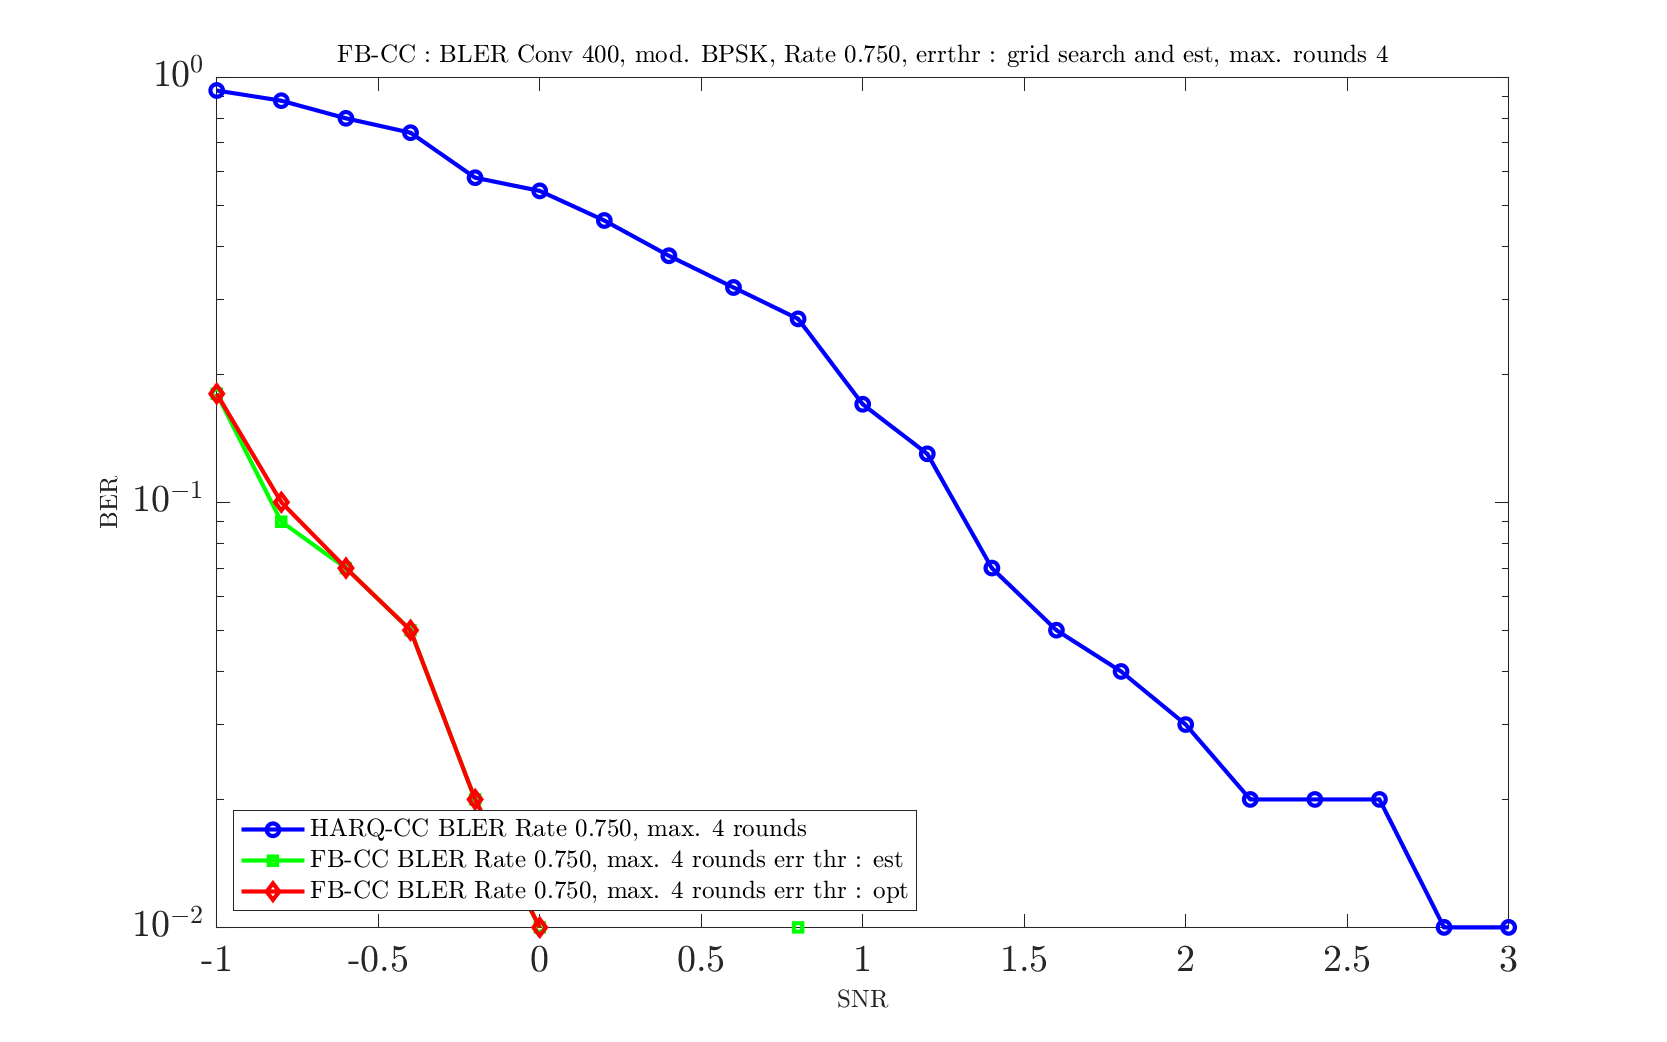 FB-CC : BLER Conv 400, mod. BPSK, Rate 0.750, errthr : grid search and est, max. rounds 4
10^0
10^{-1}
10^{-2}
BER
HARQ-CC BLER Rate 0.750, max. 4 rounds
FB-CC BLER Rate 0.750, max. 4 rounds err thr : est
FB-CC BLER Rate 0.750, max. 4 rounds err thr : opt
-1 -0.5 0 0.5 1 1.5 2 2.5 3
SNR